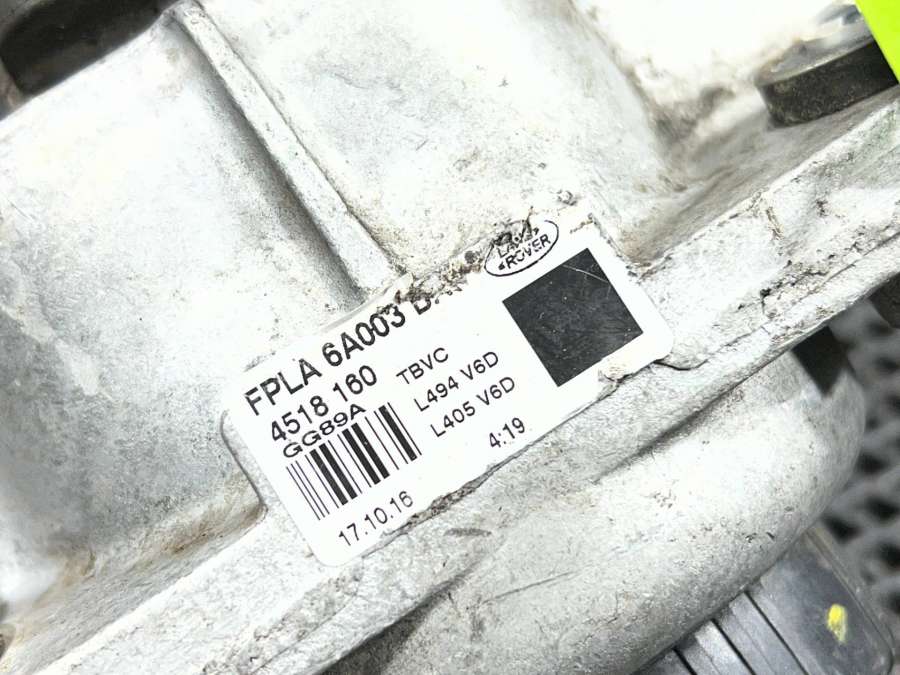 LAND
ROVER
FPLA 6A003
4518 160
TBVC
GG89A
L494 V6D
L405 V6D
4:19
17.10.16